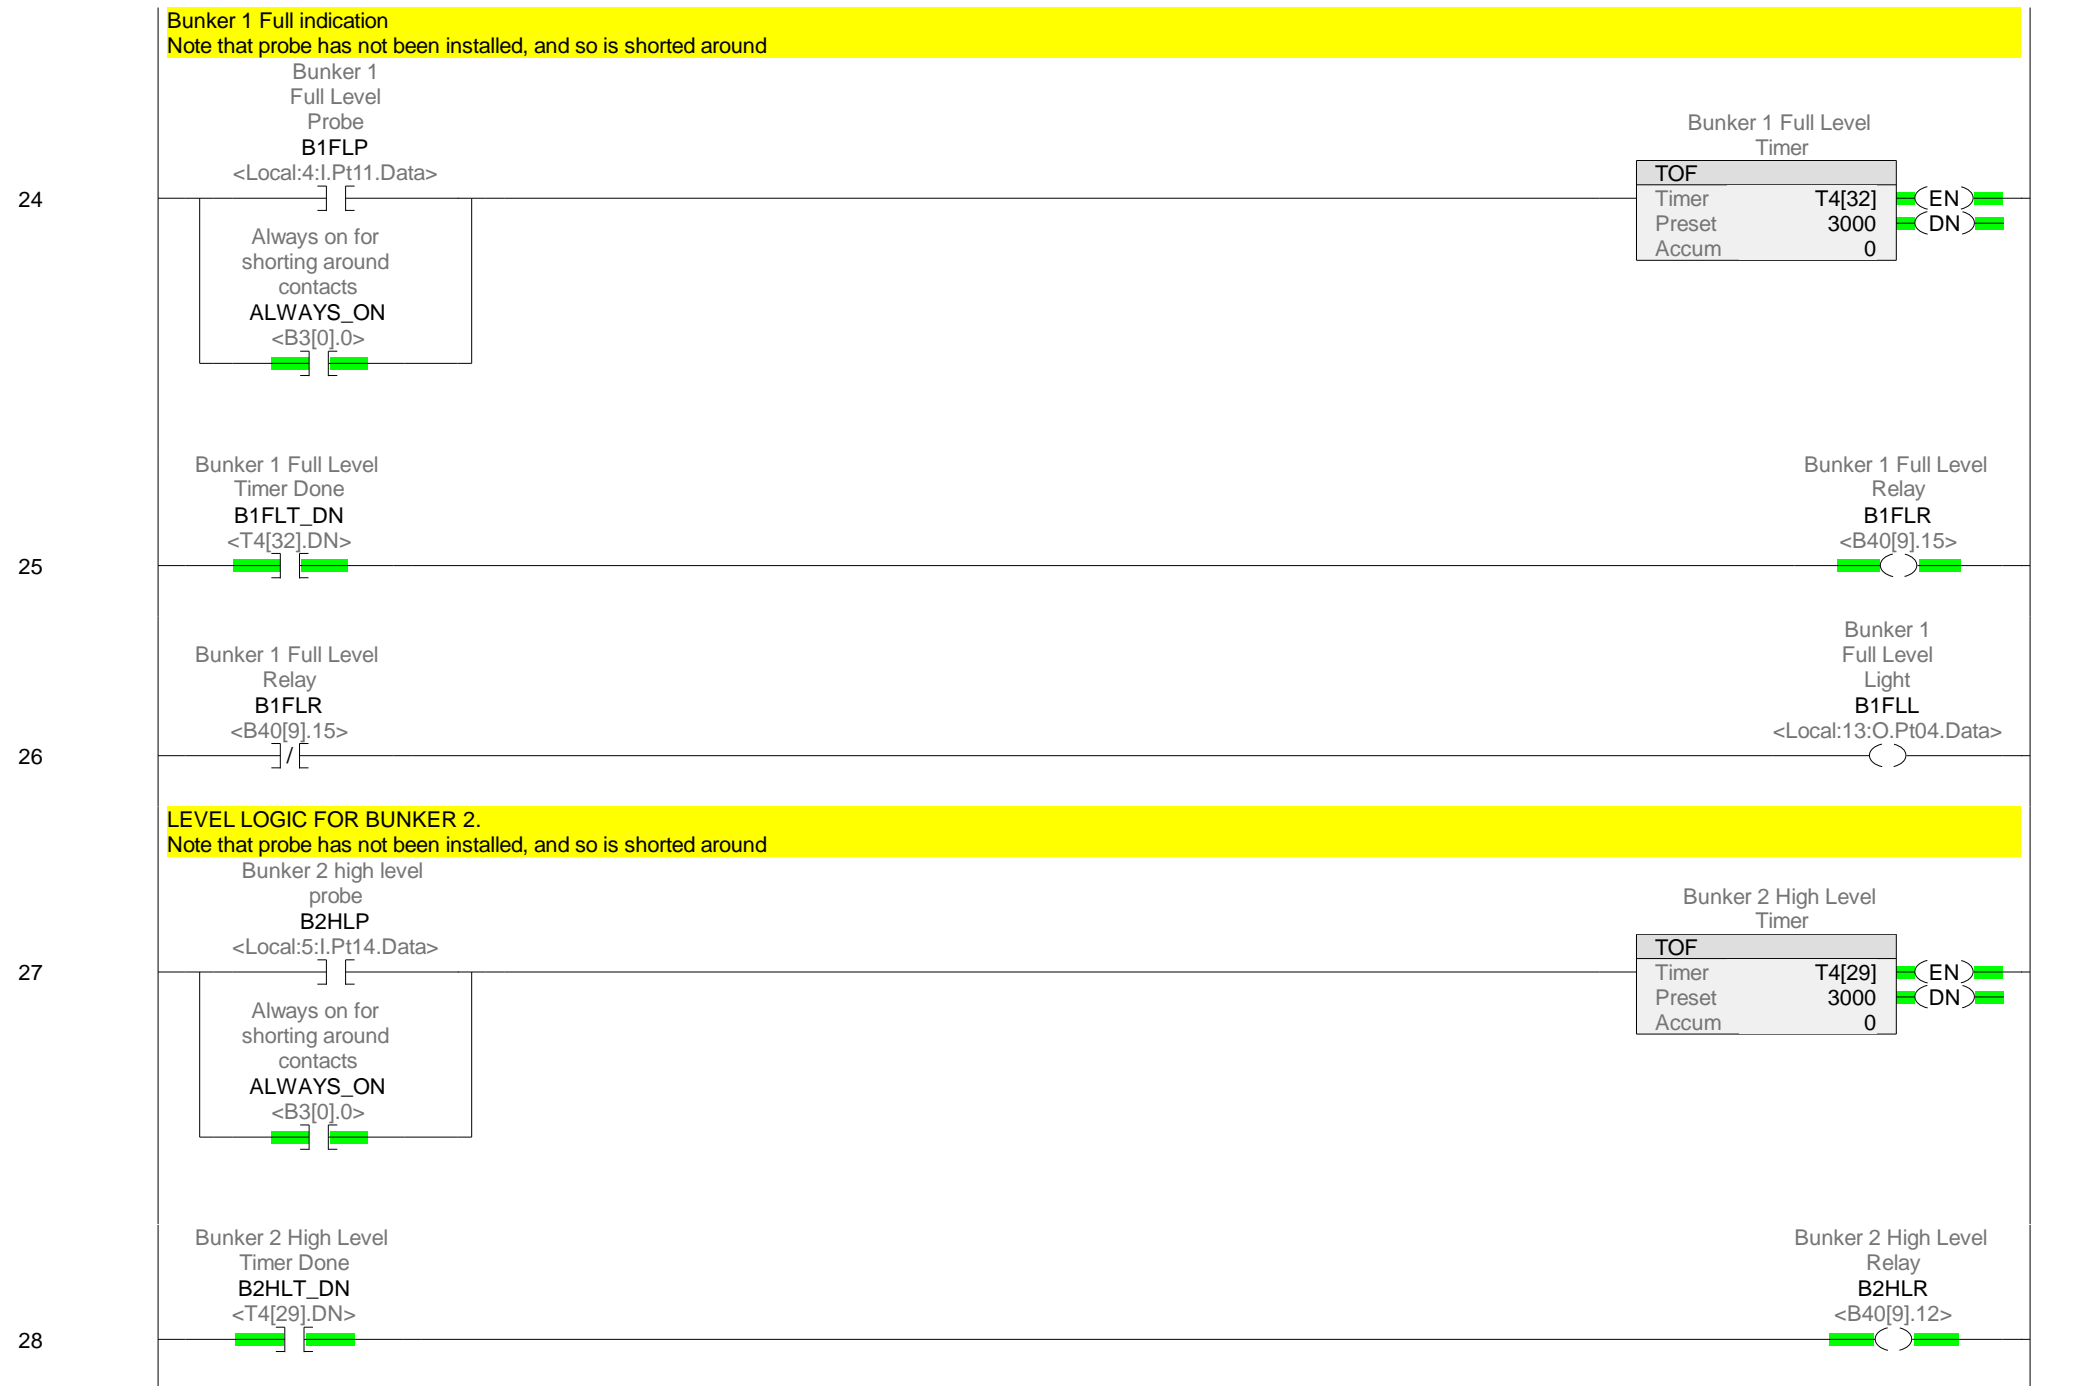 Bunker 1 Full indication
Note that probe has not been installed, and so is shorted around
Bunker 1
Full Level
Probe
B1FLP
<Local:4:I.Pt11.Data>
Bunker 1 Full Level
Timer
TOF
Timer T4[32]
Preset 3000
Accum 0
EN
DN
24
Always on for
shorting around
contacts
ALWAYS_ON
<B3[0].0>
Bunker 1 Full Level
Timer Done
B1FLT_DN
<T4[32].DN>
Bunker 1 Full Level
Relay
B1FLR
<B40[9].15>
25
Bunker 1 Full Level
Relay
B1FLR
<B40[9].15>
/
Bunker 1
Full Level
Light
B1FLL
<Local:13:O.Pt04.Data>
26
LEVEL LOGIC FOR BUNKER 2.
Note that probe has not been installed, and so is shorted around
Bunker 2 high level
probe
B2HLP
<Local:5:I.Pt14.Data>
Bunker 2 High Level
Timer
TOF
Timer T4[29]
Preset 3000
Accum 0
EN
DN
27
Always on for
shorting around
contacts
ALWAYS_ON
<B3[0].0>
Bunker 2 High Level
Timer Done
B2HLT_DN
<T4[29].DN>
Bunker 2 High Level
Relay
B2HLR
<B40[9].12>
28